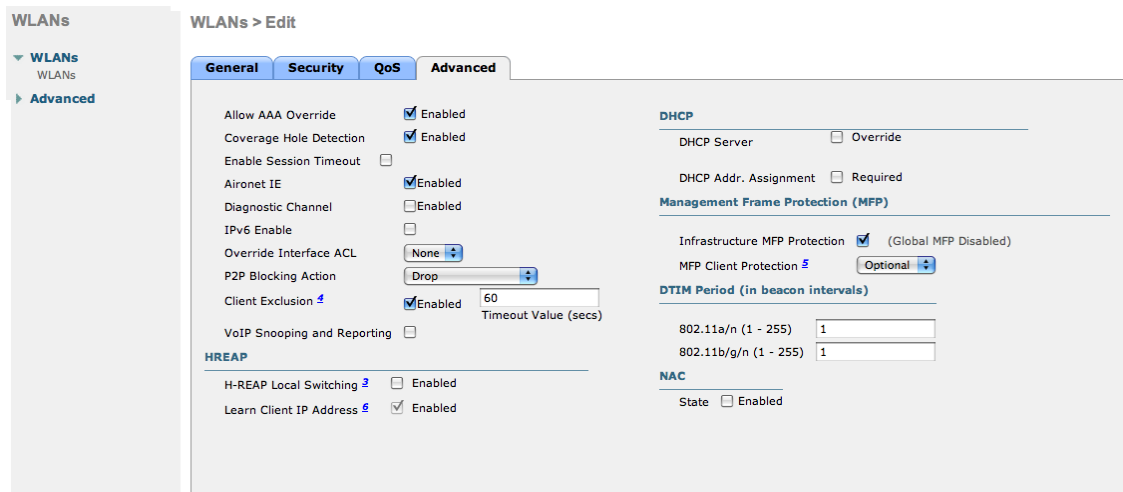 WLANs
WLANs
WLANs
Advanced
WLANs > Edit
General Security QoS Advanced
Allow AAA Override Enabled
Coverage Hole Detection Enabled
Enable Session Timeout
Aironet IE Enabled
Diagnostic Channel Enabled
IPv6 Enable
Override Interface ACL None
P2P Blocking Action Drop
Client Exclusion 4 Enabled 60
Timeout Value (secs)
VoIP Snooping and Reporting
HREAP
H-REAP Local Switching 3 Enabled
Learn Client IP Address 6 Enabled
DHCP
DHCP Server Override
DHCP Addr. Assignment Required
Management Frame Protection (MFP)
Infrastructure MFP Protection (Global MFP Disabled)
MFP Client Protection 5 Optional
DTIM Period (in beacon intervals)
802.11a/n (1 - 255) 1
802.11b/g/n (1 - 255) 1
NAC
State Enabled